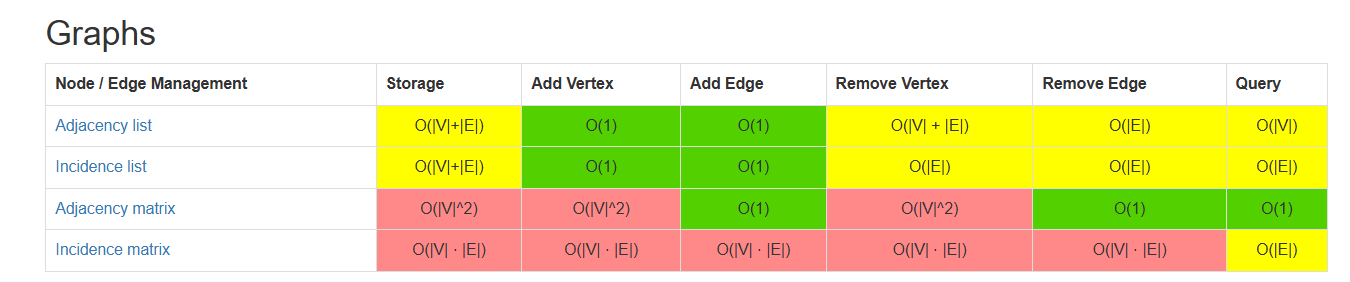 Graphs
Node / Edge Management Storage Add Vertex Add Edge Remove Vertex Remove Edge Query
Adjacency list O(|V|+|E|) O(1) O(1) O(|V| + |E|) O(|E|) O(|V|)
Incidence list O(|V|+|E|) O(1) O(1) O(|E|) O(|E|) O(|E|)
Adjacency matrix O(|V|^2) O(|V|^2) O(1) O(|V|^2) O(1) O(1)
Incidence matrix O(|V| · |E|) O(|V| · |E|) O(|V| · |E|) O(|V| · |E|) O(|V| · |E|) O(|E|)